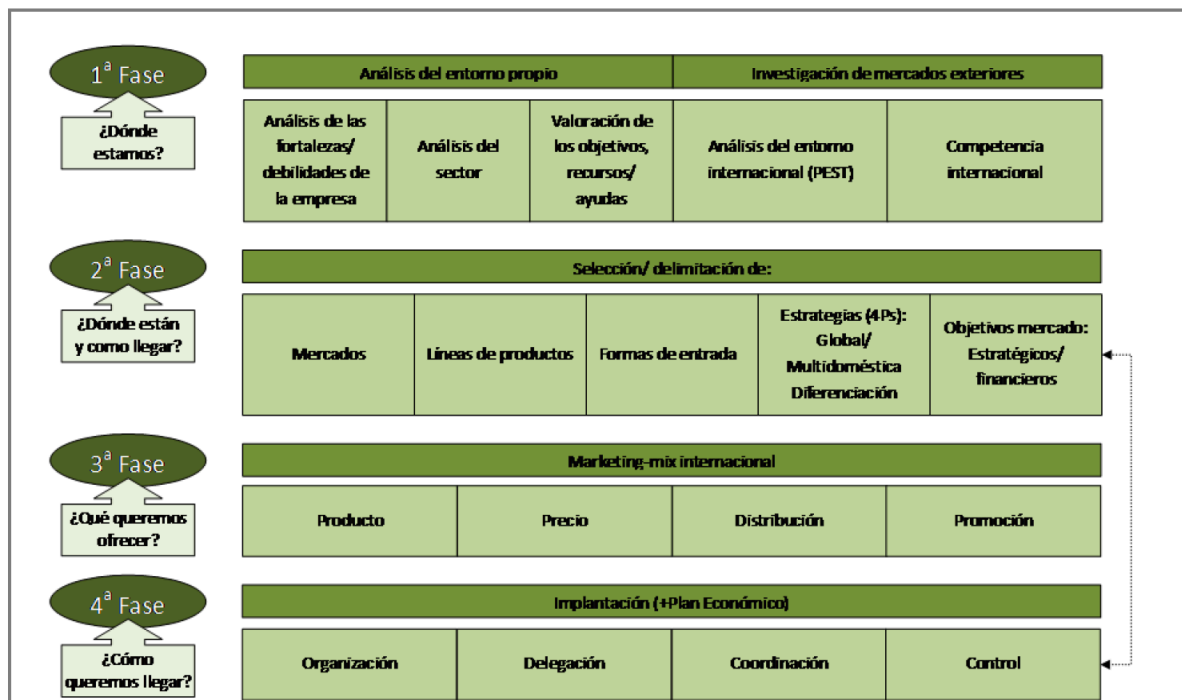 1ª Fase
¿Dónde
estamos?
Análisis del entorno propio
Investigación de mercados exteriores
Análisis de las
fortalezas/
debilidades de
la empresa
Análisis del
sector
Valoración de
los objetivos,
recursos/
ayudas
Análisis del entorno
internacional (PEST)
Competencia
internacional
2ª Fase
¿Dónde están
y como llegar?
Selección/ delimitación de:
Mercados
Líneas de productos
Formas de entrada
Estrategias (4Ps):
Global/
Multidoméstica
Diferenciación
Objetivos mercado:
Estratégicos/
financieros
3ª Fase
¿Qué queremos
ofrecer?
Marketing-mix internacional
Producto
Precio
Distribución
Promoción
4ª Fase
¿Cómo
queremos llegar?
Implantación (+Plan Económico)
Organización
Delegación
Coordinación
Control